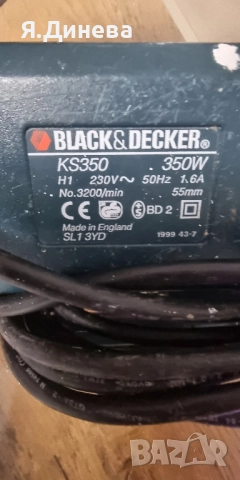 Я.Динева
BLACK&DECKER®
KS350 350W
H1 230V~ 50Hz 1.6A
No.3200/min 55mm
CE BD 2
Made in England
SL1 3YD 1999 43-7
bazar